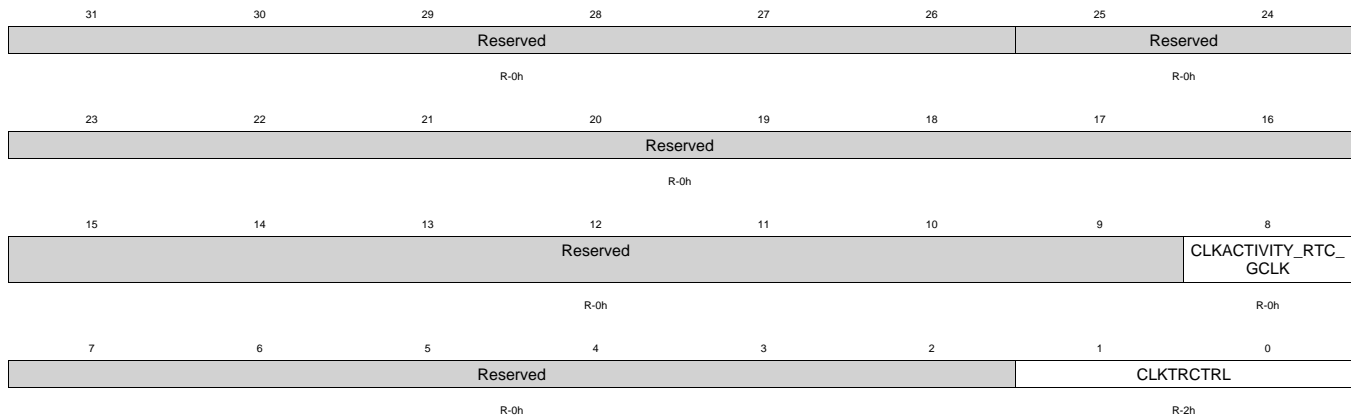 31 30 29 28 27 26 25 24
Reserved Reserved
R-0h R-0h
23 22 21 20 19 18 17 16
Reserved
R-0h
15 14 13 12 11 10 9 8
Reserved CLKACTIVITY_RTC_
GCLK
R-0h R-0h
7 6 5 4 3 2 1 0
Reserved CLKTRCTRL
R-0h R-2h